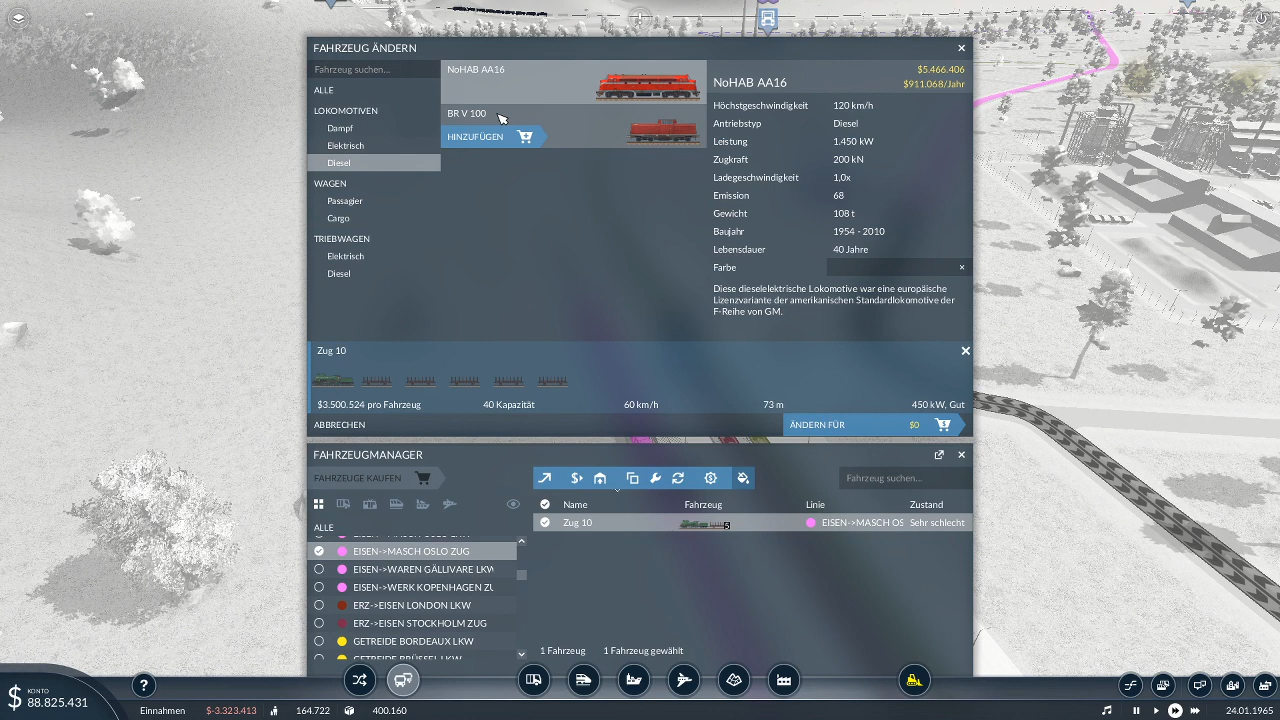 FAHRZEUG ÄNDERN
Fahrzeug suchen...
ALLE
LOKOMOTIVEN
Dampf
Elektrisch
Diesel
WAGEN
Passagier
Cargo
TRIEBWAGEN
Elektrisch
Diesel
NoHAB AA16
BR V 100
HINZUFÜGEN
NoHAB AA16
$5.466.406
$911.068/Jahr
Höchstgeschwindigkeit 120 km/h
Antriebstyp Diesel
Leistung 1.450 kW
Zugkraft 200 kN
Ladegeschwindigkeit 1,0x
Emission 68
Gewicht 108 t
Baujahr 1954 - 2010
Lebensdauer 40 Jahre
Farbe
Diese dieselelektrische Lokomotive war eine europäische
Lizenzvariante der amerikanischen Standardlokomotive der
F-Reihe von GM.
Zug 10
$3.500.524 pro Fahrzeug 40 Kapazität 60 km/h 73 m 450 kW, Gut
ABBRECHEN
ÄNDERN FÜR $0
FAHRZEUGMANAGER
FAHRZEUGE KAUFEN
Fahrzeug suchen...
Name Fahrzeug Linie Zustand
Zug 10 5 EISEN->MASCH OS Sehr schlecht
ALLE
EISEN->MASCH OSLO ZUG
EISEN->WAREN GÄLLIVARE LKW
EISEN->WERK KOPENHAGEN ZU
ERZ->EISEN LONDON LKW
ERZ->EISEN STOCKHOLM ZUG
GETREIDE BORDEAUX LKW
GETREIDE BRÜSSEL LKW
1 Fahrzeug 1 Fahrzeug gewählt
$ KONTO
88.825.431
?
Einnahmen $-3.323.413 164.722 400.160
24.01.1965